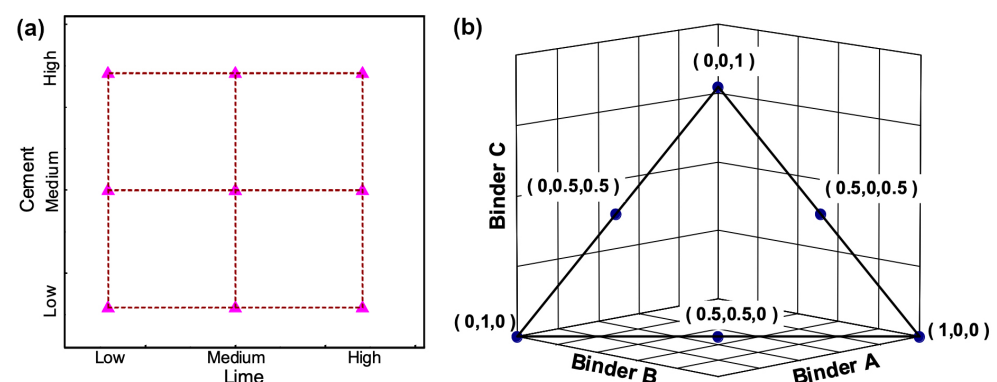 (a)
High
Medium
Low
Cement
Low Medium High
Lime
(b)
( 0,0,1 )
( 0,0.5,0.5 )
( 0.5,0,0.5 )
( 0,1,0 )
( 0.5,0.5,0 )
( 1,0,0 )
Binder C
Binder B
Binder A